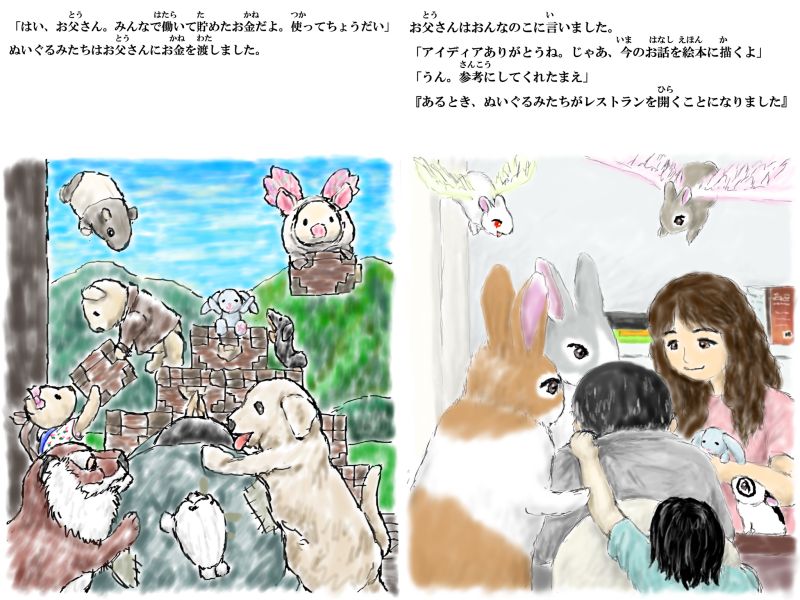 「はい、お父さん。みんなで働いて貯めたお金だよ。使ってちょうだい」
ぬいぐるみたちはお父さんにお金を渡しました。
お父さんはおんなのこに言いました。
「アイディアありがとうね。じゃあ、今のお話を絵本に描くよ」
「うん。参考にしてくれたまえ」
『あるとき、ぬいぐるみたちがレストランを開くことになりました』